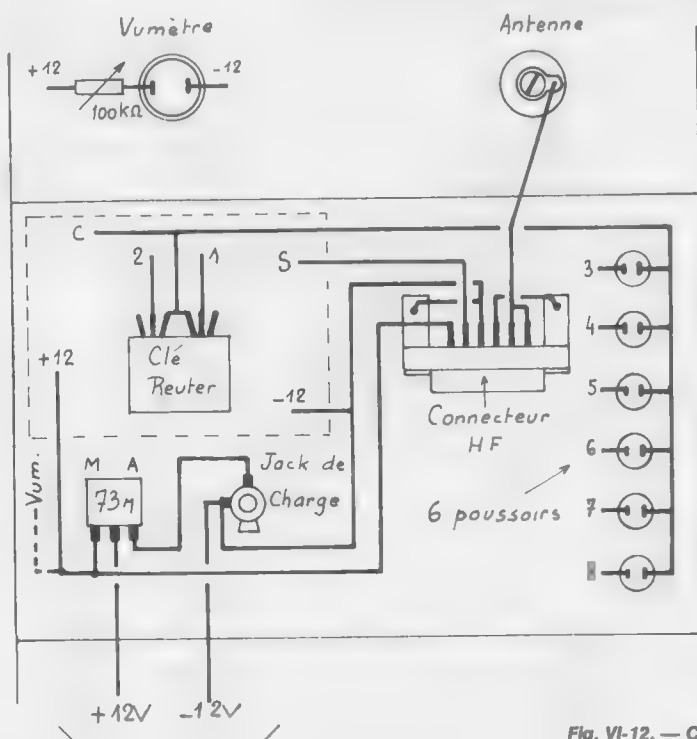 Vumètre
Antenne
+12
-12
100kΩ
C
2
1
S
3
4
5
6
7
Clé
Reuter
+12
-12
Connecteur
HF
Vum.
M A
73M
Jack de
Charge
6 poussoirs
+12V
-12V
Fig. VI-12. — C